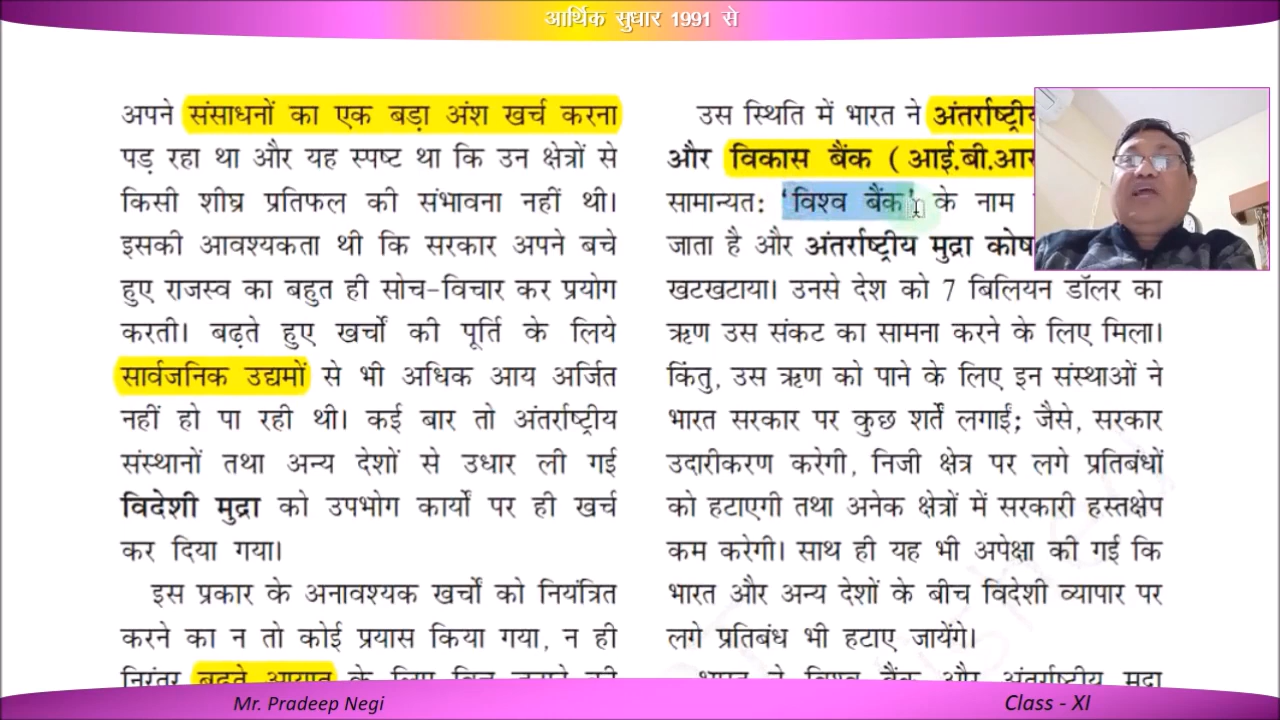 आर्थिक सुधार 1991 से
अपने संसाधनों का एक बड़ा अंश खर्च करना
पड़ रहा था और यह स्पष्ट था कि उन क्षेत्रों से
किसी शीघ्र प्रतिफल की संभावना नहीं थी।
इसकी आवश्यकता थी कि सरकार अपने बचे
हुए राजस्व का बहुत ही सोच-विचार कर प्रयोग
करती। बढ़ते हुए खर्चों की पूर्ति के लिये
सार्वजनिक उद्यमों से भी अधिक आय अर्जित
नहीं हो पा रही थी। कई बार तो अंतर्राष्ट्रीय
संस्थानों तथा अन्य देशों से उधार ली गई
विदेशी मुद्रा को उपभोग कार्यों पर ही खर्च
कर दिया गया।
इस प्रकार के अनावश्यक खर्चों को नियंत्रित
करने का न तो कोई प्रयास किया गया, न ही
निरंतर बढ़ते आयात के लिए
उस स्थिति में भारत ने अंतर्राष्ट्रीय
और विकास बैंक (आई.बी.आर
सामान्यत: 'विश्व बैंक' के नाम
जाता है और अंतर्राष्ट्रीय मुद्रा कोष
खटखटाया। उनसे देश को 7 बिलियन डॉलर का
ऋण उस संकट का सामना करने के लिए मिला।
किंतु, उस ऋण को पाने के लिए इन संस्थाओं ने
भारत सरकार पर कुछ शर्तें लगाईं; जैसे, सरकार
उदारीकरण करेगी, निजी क्षेत्र पर लगे प्रतिबंधों
को हटाएगी तथा अनेक क्षेत्रों में सरकारी हस्तक्षेप
कम करेगी। साथ ही यह भी अपेक्षा की गई कि
भारत और अन्य देशों के बीच विदेशी व्यापार पर
लगे प्रतिबंध भी हटाए जायेंगे।
भारत ने विश्व बैंक और अंतर्राष्ट्रीय मुद्रा
Mr. Pradeep Negi
Class - XI